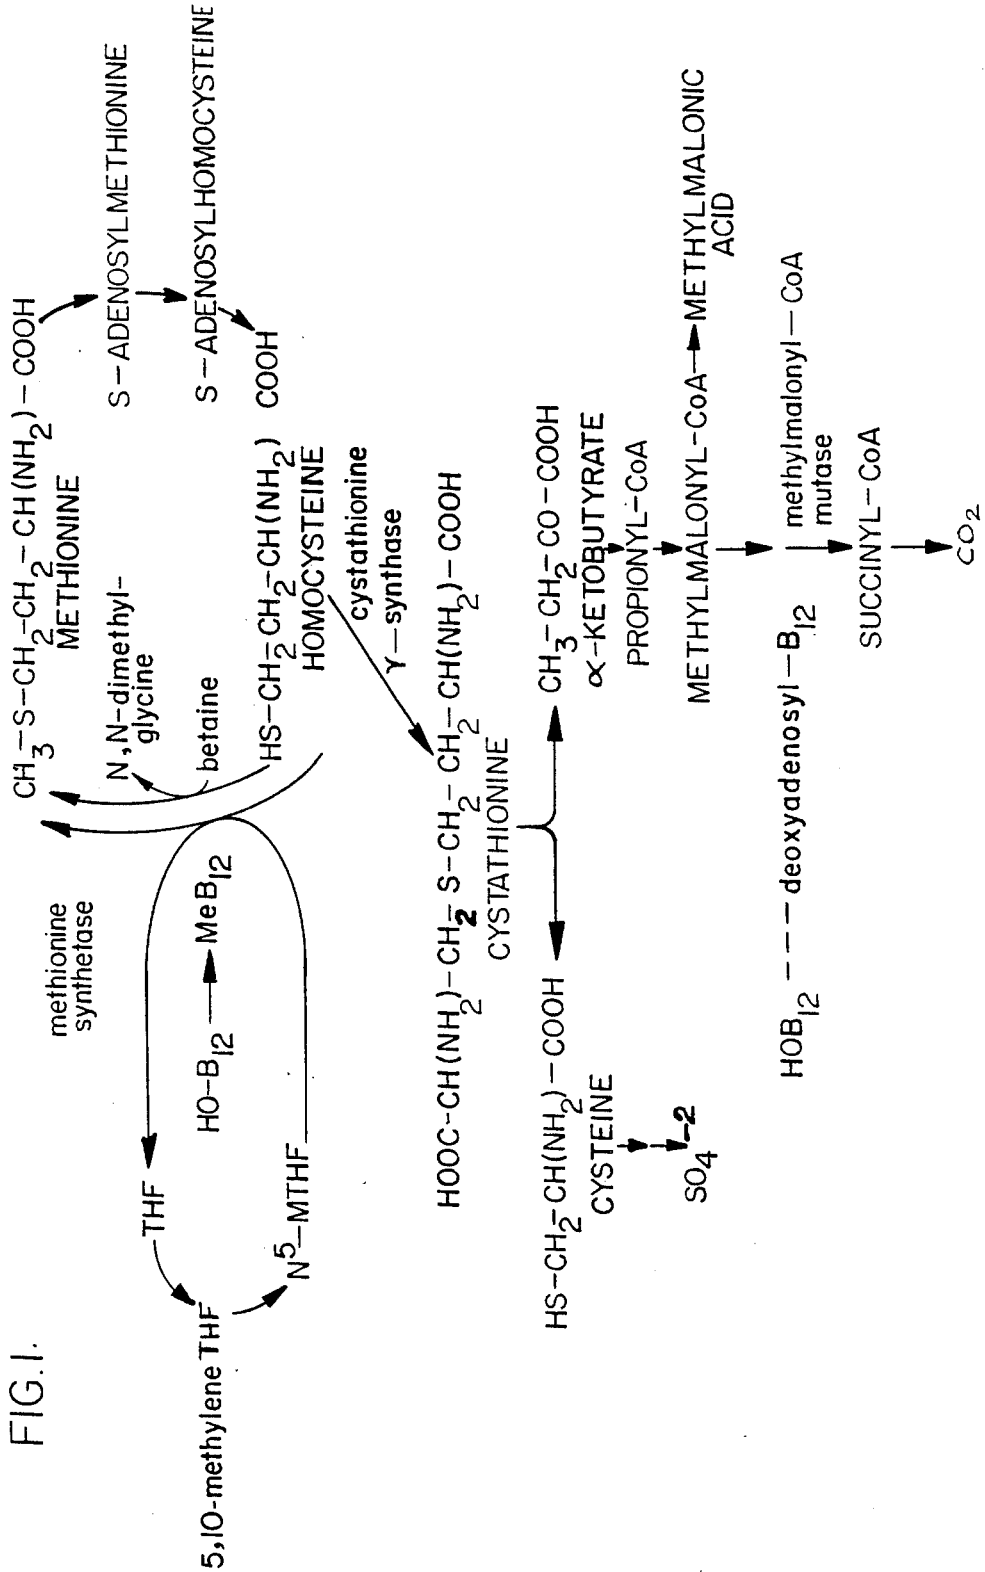 FIG. 1.
CH3–S–CH2–CH2–CH(NH2)–COOH
METHIONINE
methionine
synthetase
N,N–dimethyl–
glycine
betaine
S–ADENOSYLMETHIONINE
S–ADENOSYLHOMOCYSTEINE
THF
HO–B12
MeB12
5,10-methylene THF
N5–MTHF
HS–CH2–CH2–CH(NH2) COOH
HOMOCYSTEINE
cystathionine
γ–synthase
HOOC–CH(NH2)–CH2–S–CH2–CH2–CH(NH2)–COOH
CYSTATHIONINE
HS–CH2–CH(NH2)–COOH
CYSTEINE
SO4-2
CH3–CH2–CO–COOH
α–KETOBUTYRATE
PROPIONYL–CoA
METHYLMALONYL–CoA
METHYLMALONIC
ACID
HOB12 –––deoxyadenosyl–B12
methylmalonyl–CoA
mutase
SUCCINYL–CoA
CO2